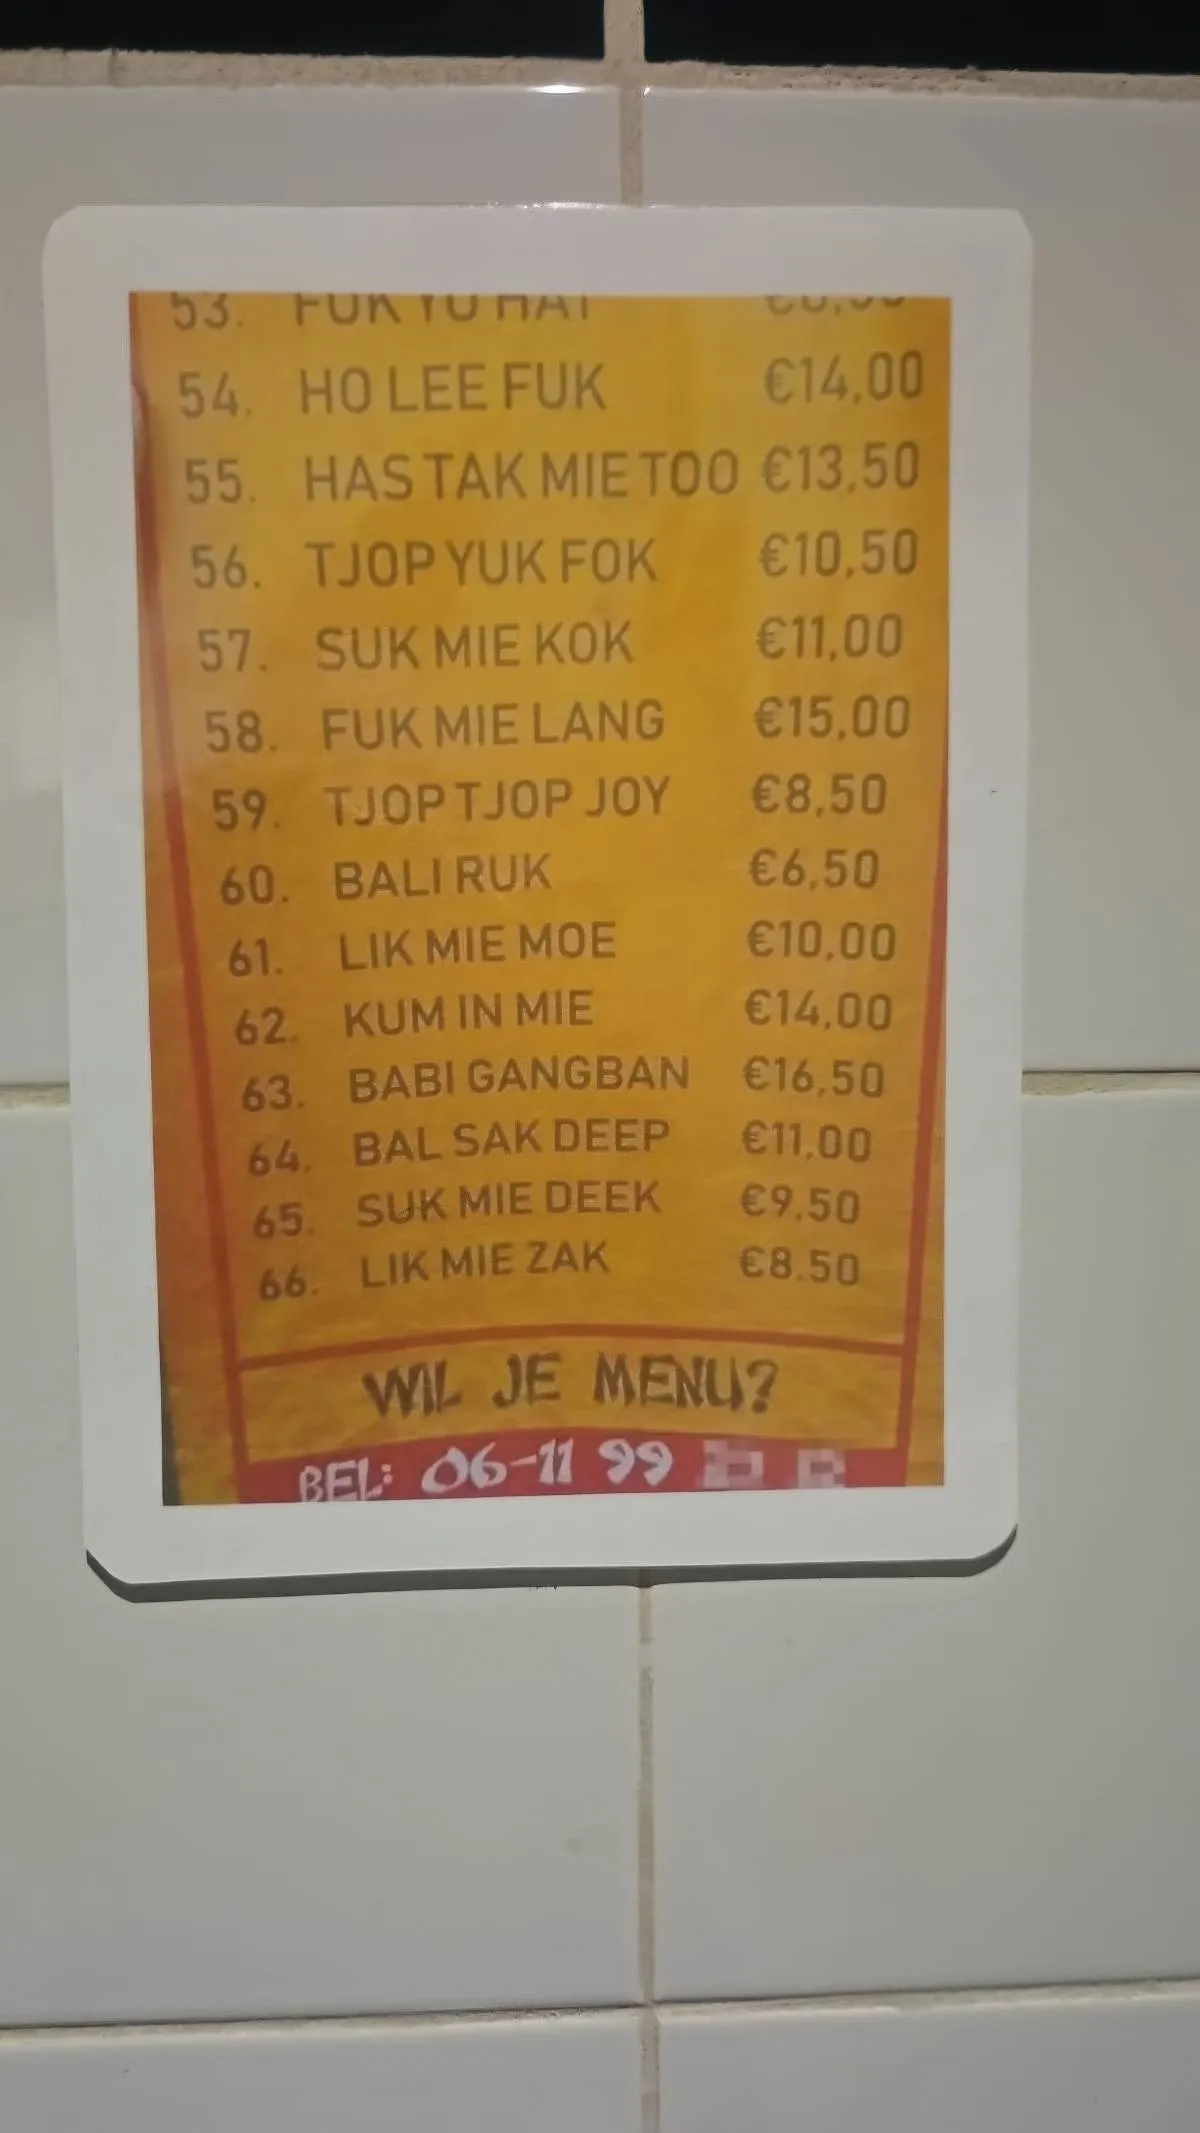 53. FUK YU HAT
54. HO LEE FUK €14,00
55. HAS TAK MIE TOO €13,50
56. TJOP YUK FOK €10,50
57. SUK MIE KOK €11,00
58. FUK MIE LANG €15,00
59. TJOP TJOP JOY €8,50
60. BALI RUK €6,50
61. LIK MIE MOE €10,00
62. KUM IN MIE €14,00
63. BABI GANGBAN €16,50
64. BAL SAK DEEP €11,00
65. SUK MIE DEEK €9,50
66. LIK MIE ZAK €8.50
WIL JE MENU?
BEL: 06-11 99